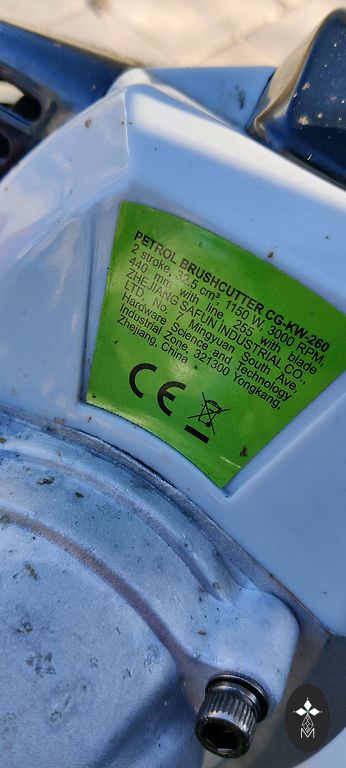 PETROL BRUSHCUTTER CG-KW-260
2 stroke, 32.5 cm³, 1150 W, 3000 RPM,
440 mm with line, 255 with blade
ZHEJIANG SAFUN INDUSTRIAL CO.,
LTD., No. 7, Mingyuan South Ave,
Hardware Science and Technology
Industrial Zone, 321300 Yongkang,
Zhejiang, China
CE
M